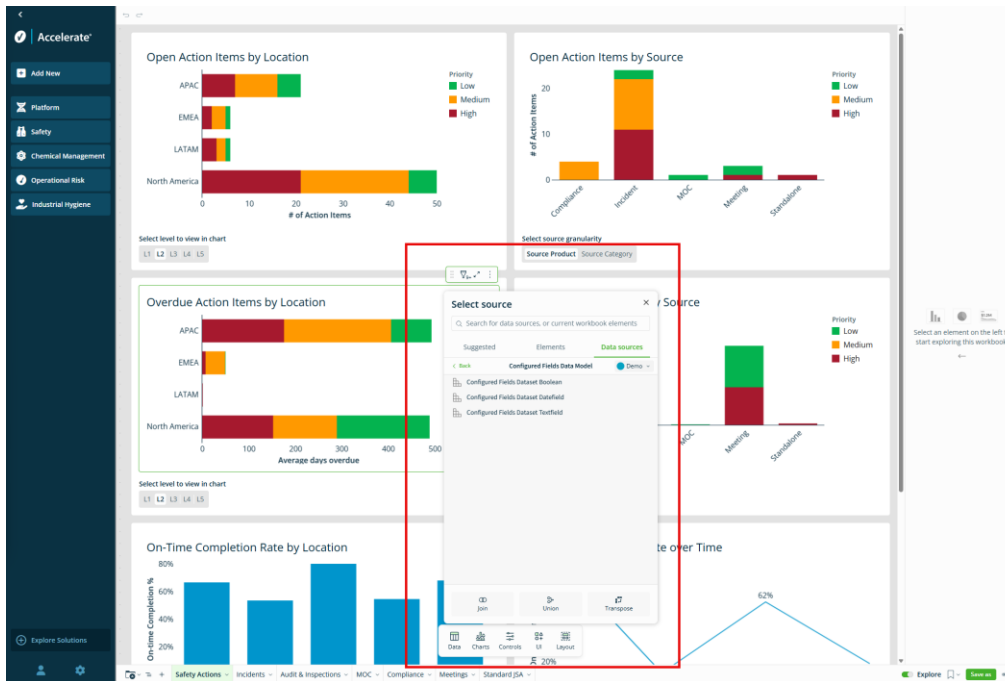 Accelerate
Add New
Platform
Safety
Chemical Management
Operational Risk
Industrial Hygiene
Explore Solutions
Open Action Items by Location
APAC
EMEA
LATAM
North America
0 10 20 30 40 50
# of Action Items
Priority
Low
Medium
High
Select level to view in chart
L1 L2 L3 L4 L5
Open Action Items by Source
# of Action Items
20
10
0
Compliance
Incident
MOC
Meeting
Standalone
Priority
Low
Medium
High
Select source granularity
Source Product Source Category
Overdue Action Items by Location
APAC
EMEA
LATAM
North America
0 100 200 300 400 500
Average days overdue
Select level to view in chart
L1 L2 L3 L4 L5
Select source
Search for data sources, or current workbook elements
Suggested Elements Data sources
Back Configured Fields Data Model Demo
Configured Fields Dataset Boolean
Configured Fields Dataset Datefield
Configured Fields Dataset Textfield
Join Union Transpose
Data Charts Controls UI Layout
Source
Priority
Low
Medium
High
MOC
Meeting
Standalone
Select an element on the left
start exploring this workbook
On-Time Completion Rate by Location
On-time Completion %
80%
60%
40%
20%
te over Time
62%
20%
Safety Actions Incidents Audit & Inspections MOC Compliance Meetings Standard JSA
Explore Save as